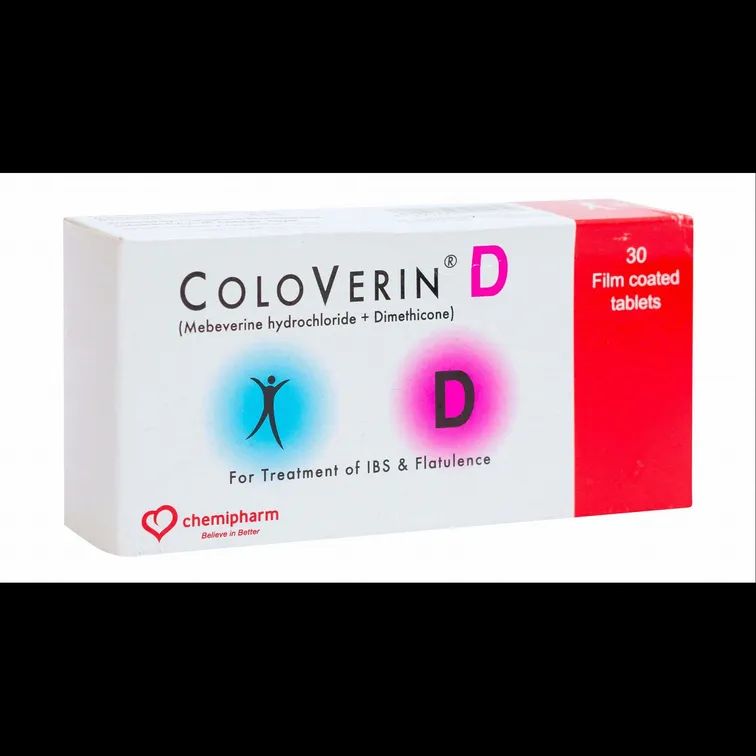 COLOVERIN® D
(Mebeverine hydrochloride + Dimethicone)
D
For Treatment of IBS & Flatulence
chemipharm
Believe in Better
30
Film coated
tablets